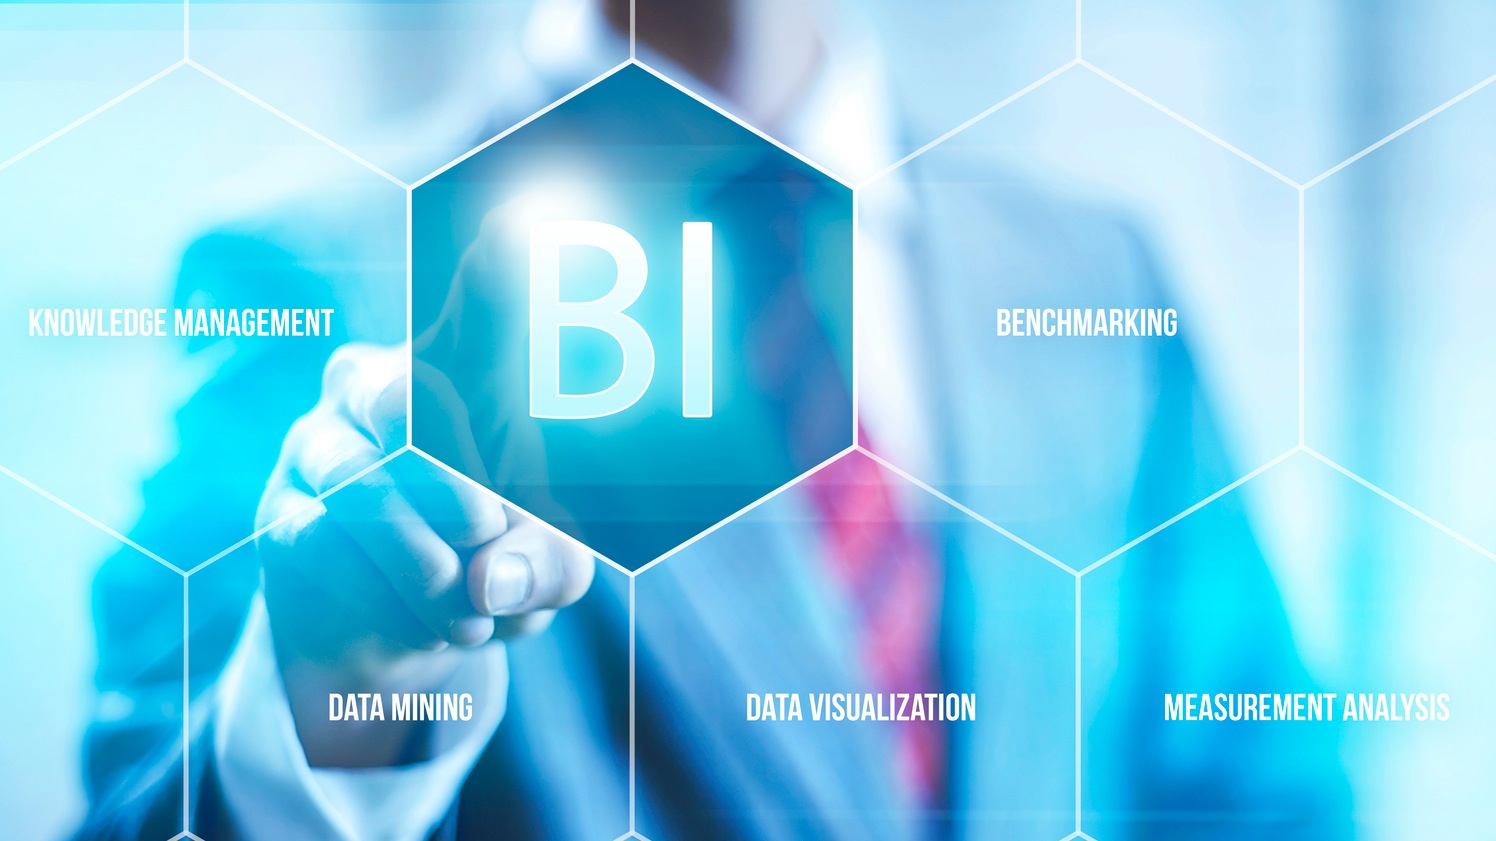 KNOWLEDGE MANAGEMENT
BI
BENCHMARKING
DATA MINING
DATA VISUALIZATION
MEASUREMENT ANALYSIS